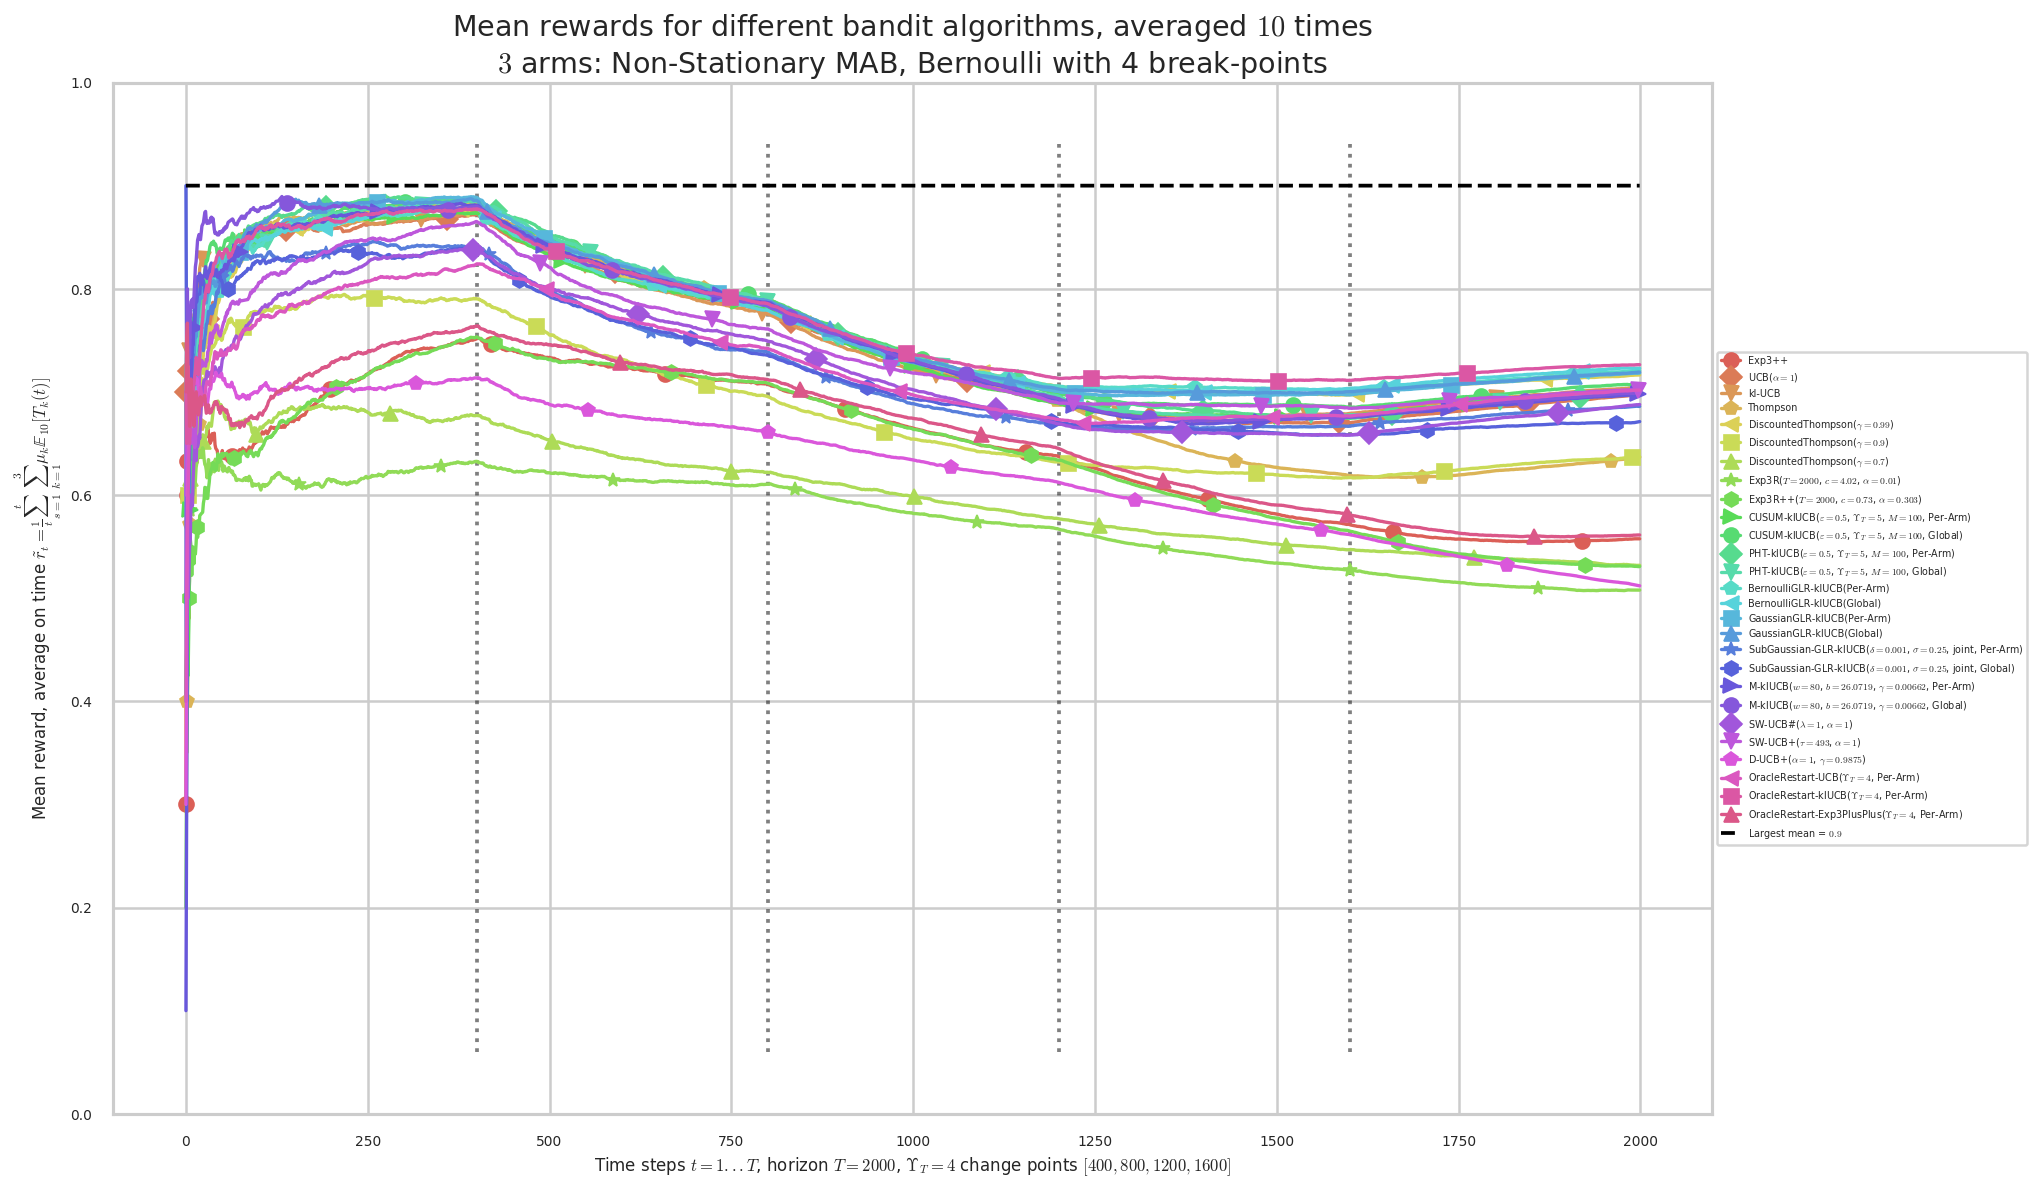 Mean rewards for different bandit algorithms, averaged 10 times
3 arms: Non-Stationary MAB, Bernoulli with 4 break-points
Mean reward, average on time r̃_t = 1/t ∑_{s=1}^{t} ∑_{k=1}^{3} μ_k 𝔼_10[T_k(t)]
1.0
0.8
0.6
0.4
0.2
0.0
0 250 500 750 1000 1250 1500 1750 2000
Time steps t = 1...T, horizon T = 2000, Υ_T = 4 change points [400, 800, 1200, 1600]
Exp3++
UCB(α = 1)
kl-UCB
Thompson
DiscountedThompson(γ = 0.99)
DiscountedThompson(γ = 0.9)
DiscountedThompson(γ = 0.7)
Exp3R(T = 2000, c = 4.02, α = 0.01)
Exp3R++(T = 2000, c = 0.73, α = 0.303)
CUSUM-klUCB(ε = 0.5, Υ_T = 5, M = 100, Per-Arm)
CUSUM-klUCB(ε = 0.5, Υ_T = 5, M = 100, Global)
PHT-klUCB(ε = 0.5, Υ_T = 5, M = 100, Per-Arm)
PHT-klUCB(ε = 0.5, Υ_T = 5, M = 100, Global)
BernoulliGLR-klUCB(Per-Arm)
BernoulliGLR-klUCB(Global)
GaussianGLR-klUCB(Per-Arm)
GaussianGLR-klUCB(Global)
SubGaussian-GLR-klUCB(δ = 0.001, σ = 0.25, joint, Per-Arm)
SubGaussian-GLR-klUCB(δ = 0.001, σ = 0.25, joint, Global)
M-klUCB(w = 80, b = 26.0719, γ = 0.00662, Per-Arm)
M-klUCB(w = 80, b = 26.0719, γ = 0.00662, Global)
SW-UCB#(λ = 1, α = 1)
SW-UCB+(τ = 493, α = 1)
D-UCB+(α = 1, γ = 0.9875)
OracleRestart-UCB(Υ_T = 4, Per-Arm)
OracleRestart-klUCB(Υ_T = 4, Per-Arm)
OracleRestart-Exp3PlusPlus(Υ_T = 4, Per-Arm)
Largest mean = 0.9